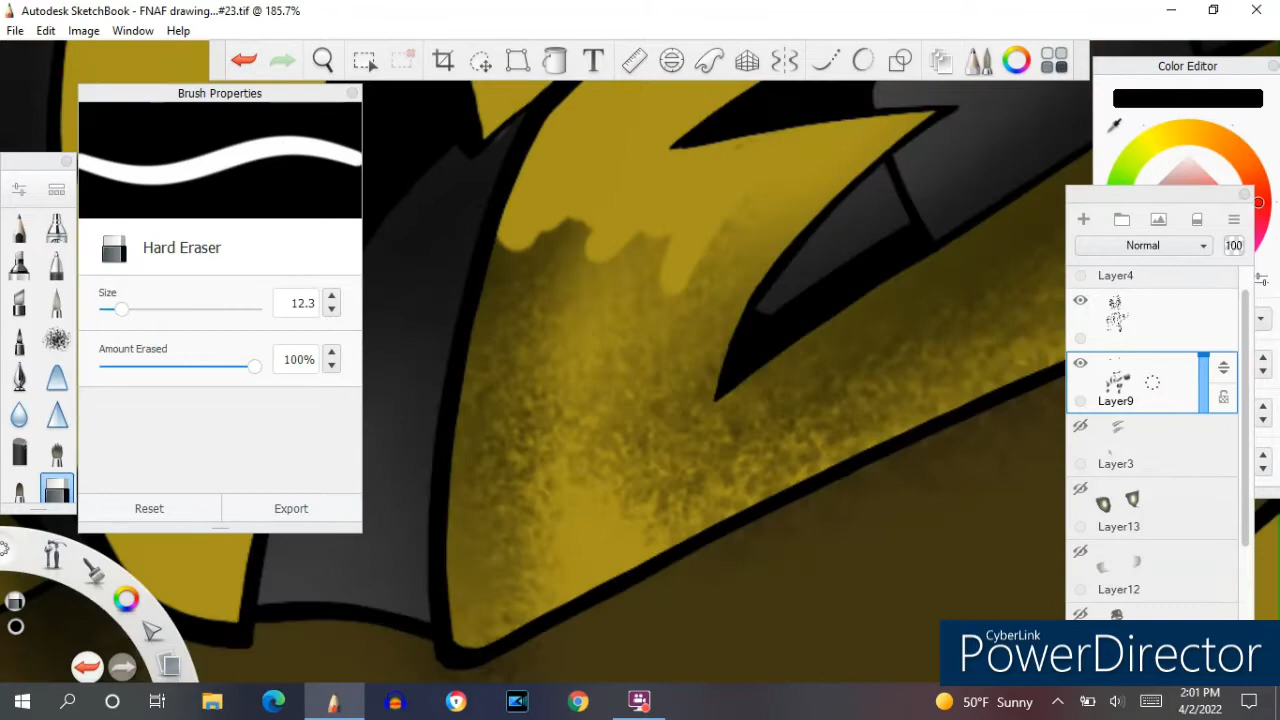 Autodesk SketchBook - FNAF drawing...#23.tif @ 185.7%
File Edit Image Window Help
Brush Properties
Color Editor
Hard Eraser
Size
12.3
Amount Erased
100%
Reset Export
Normal 100
Layer4
Layer9
Layer3
Layer13
Layer12
CyberLink
PowerDirector
50°F Sunny
2:01 PM
4/2/2022